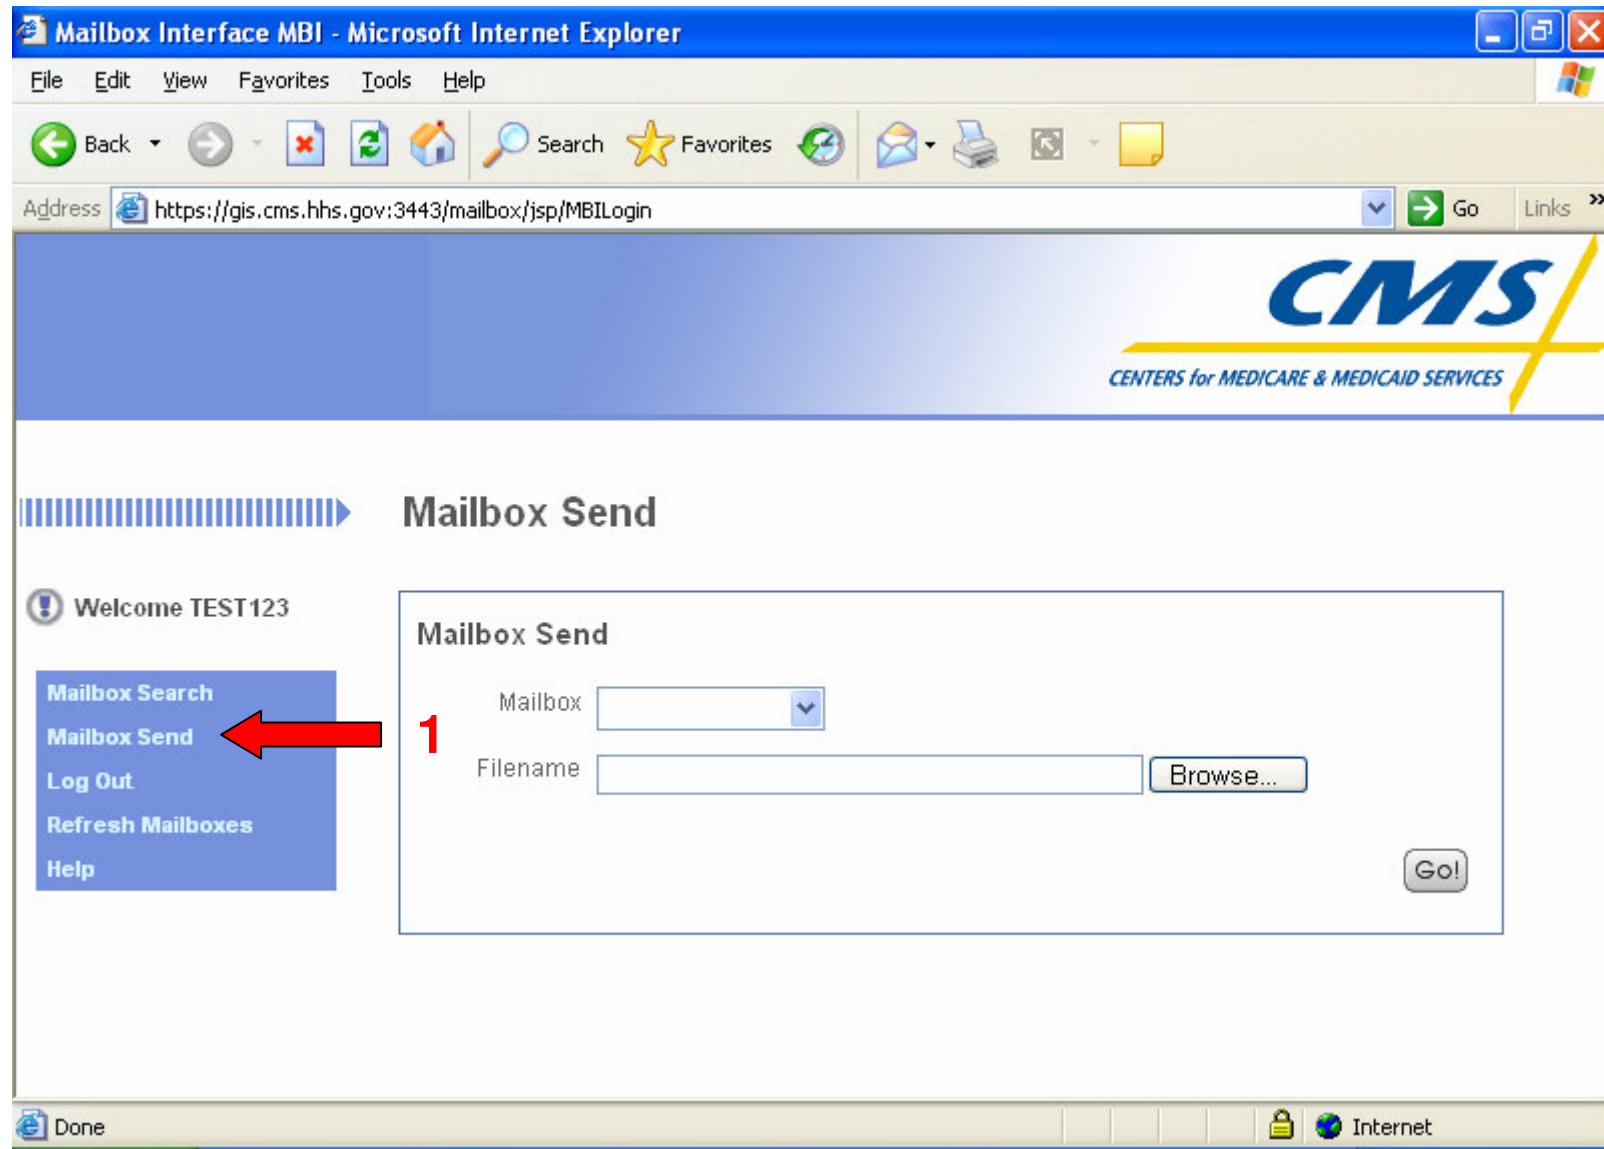 Mailbox Interface MBI - Microsoft Internet Explorer
File Edit View Favorites Tools Help
Back Search Favorites
Address https://gis.cms.hhs.gov:3443/mailbox/jsp/MBILogin Go Links »
CMS
CENTERS for MEDICARE & MEDICAID SERVICES
Mailbox Send
Welcome TEST123
Mailbox Search
Mailbox Send
Log Out
Refresh Mailboxes
Help
1
Mailbox Send
Mailbox
Filename Browse...
Go!
Done Internet